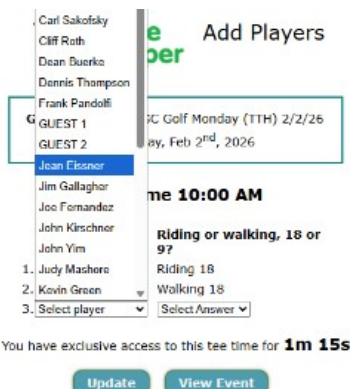 Carl Sakofsky
Cliff Roth
Dean Buerke
Dennis Thompson
Frank Pandolfi
GUEST 1
GUEST 2
Jean Eissner
Jim Gallagher
Joe Fernandez
John Kirschner
John Yim
Judy Mashore
Kevin Green
Add Players
G SC Golf Monday (TTH) 2/2/26
ay, Feb 2nd, 2026
me 10:00 AM
Riding or walking, 18 or
9?
1. Riding 18
2. Walking 18
3. Select player Select Answer
You have exclusive access to this tee time for 1m 15s
Update View Event